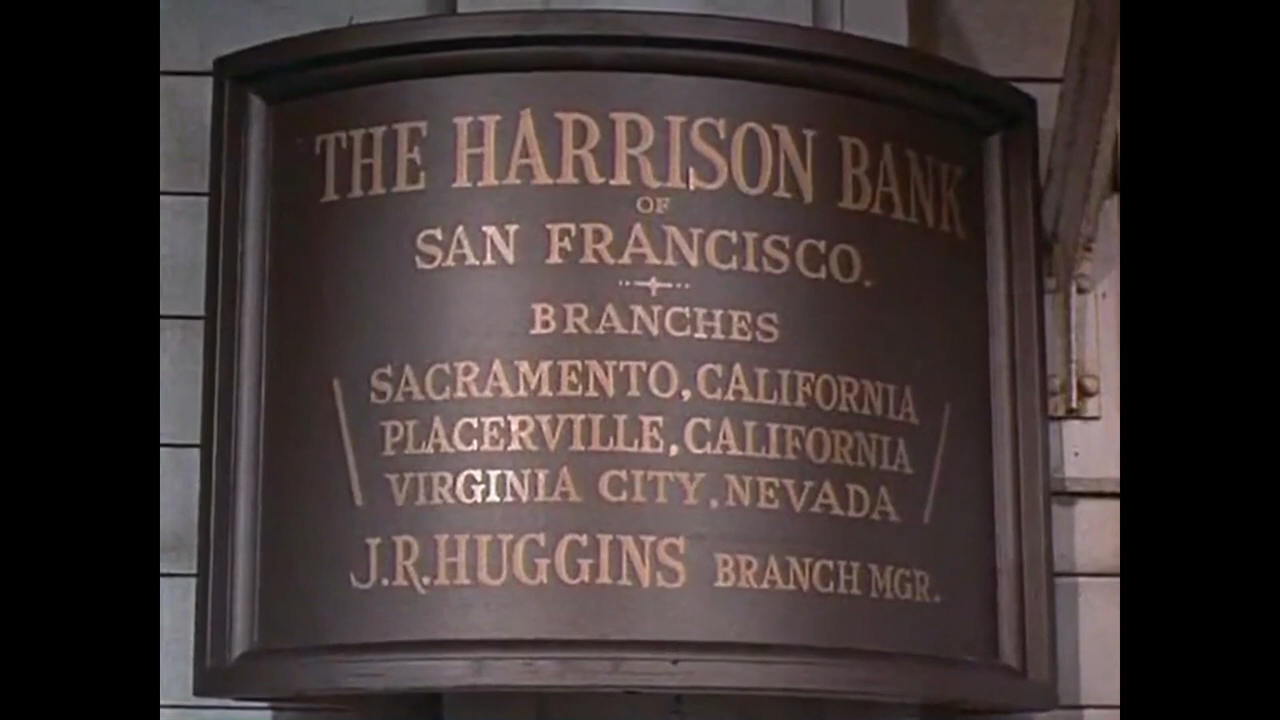 THE HARRISON BANK
OF
SAN FRANCISCO.
BRANCHES
SACRAMENTO, CALIFORNIA
PLACERVILLE, CALIFORNIA
VIRGINIA CITY, NEVADA
J.R. HUGGINS BRANCH MGR.